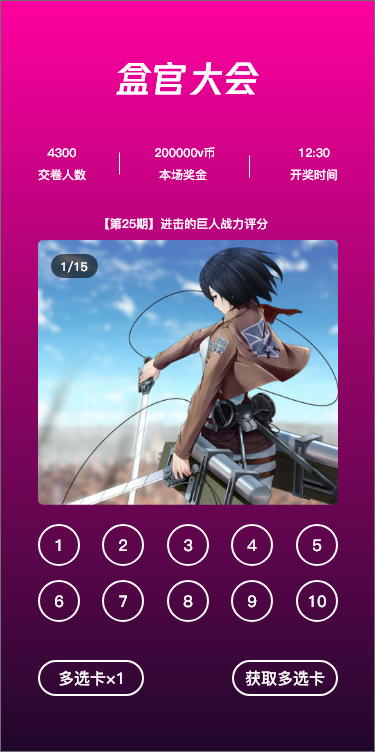 盒官大会
4300 200000v币 12:30
交卷人数 本场奖金 开奖时间
【第25期】进击的巨人战力评分
1/15
1 2 3 4 5
6 7 8 9 10
多选卡×1 获取多选卡